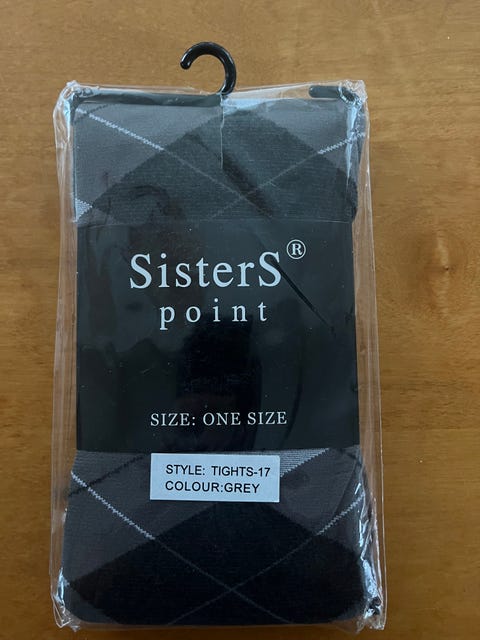 SisterS®
point
SIZE: ONE SIZE
STYLE: TIGHTS-17
COLOUR:GREY